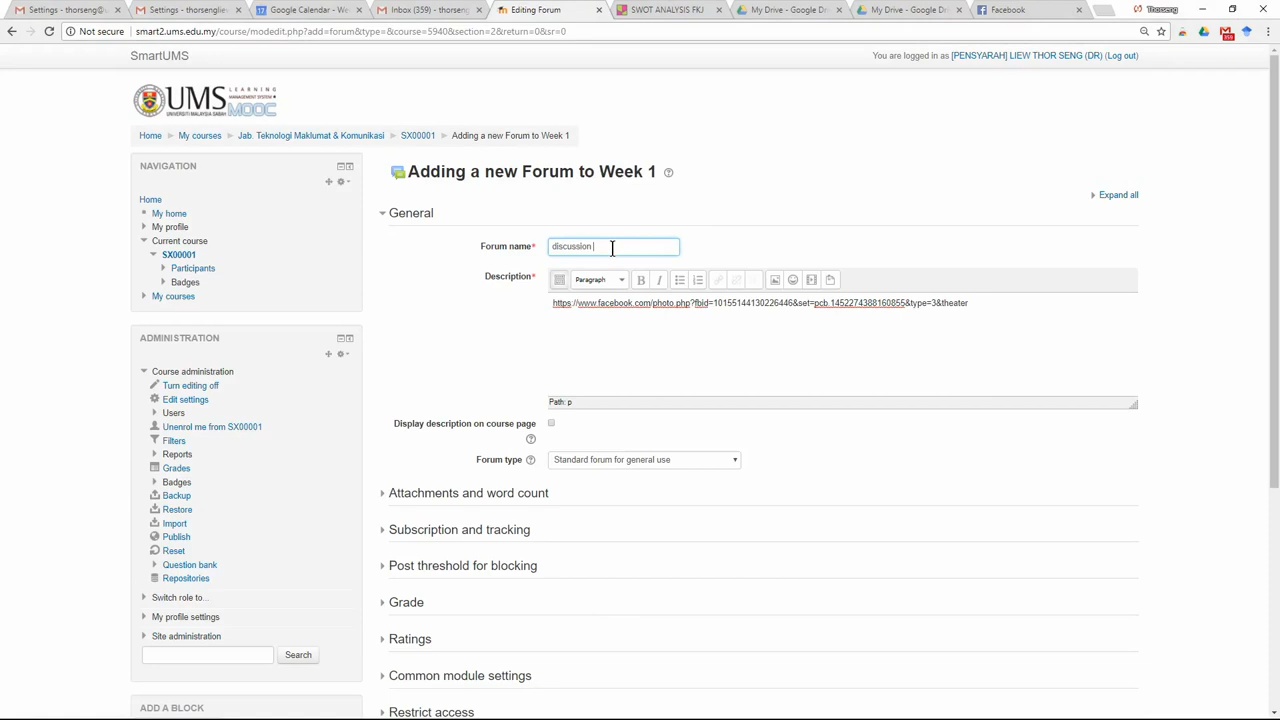 Settings - thorseng@u
Settings - thorsenglie
Google Calendar - We
Inbox (359) - thorseng
Editing Forum
SWOT ANALYSIS FKJ
My Drive - Google Dr
My Drive - Google Dr
Facebook
Thorseng
Not secure
smart2.ums.edu.my/course/modedit.php?add=forum&type=&course=5940&section=2&return=0&sr=0
SmartUMS
You are logged in as [PENSYARAH] LIEW THOR SENG (DR) (Log out)
UMS
UNIVERSITI MALAYSIA SABAH
LEARNING
MANAGEMENT SYSTEM
MOOC
Home
My courses
Jab. Teknologi Maklumat & Komunikasi
SX00001
Adding a new Forum to Week 1
NAVIGATION
Home
My home
My profile
Current course
SX00001
Participants
Badges
My courses
ADMINISTRATION
Course administration
Turn editing off
Edit settings
Users
Unenrol me from SX00001
Filters
Reports
Grades
Badges
Backup
Restore
Import
Publish
Reset
Question bank
Repositories
Switch role to...
My profile settings
Site administration
Search
ADD A BLOCK
Adding a new Forum to Week 1
Expand all
General
Forum name*
discussion
Description*
Paragraph
B
I
https://www.facebook.com/photo.php?fbid=10155144130226446&set=pcb.1452274388160855&type=3&theater
Path: p
Display description on course page
Forum type
Standard forum for general use
Attachments and word count
Subscription and tracking
Post threshold for blocking
Grade
Ratings
Common module settings
Restrict access